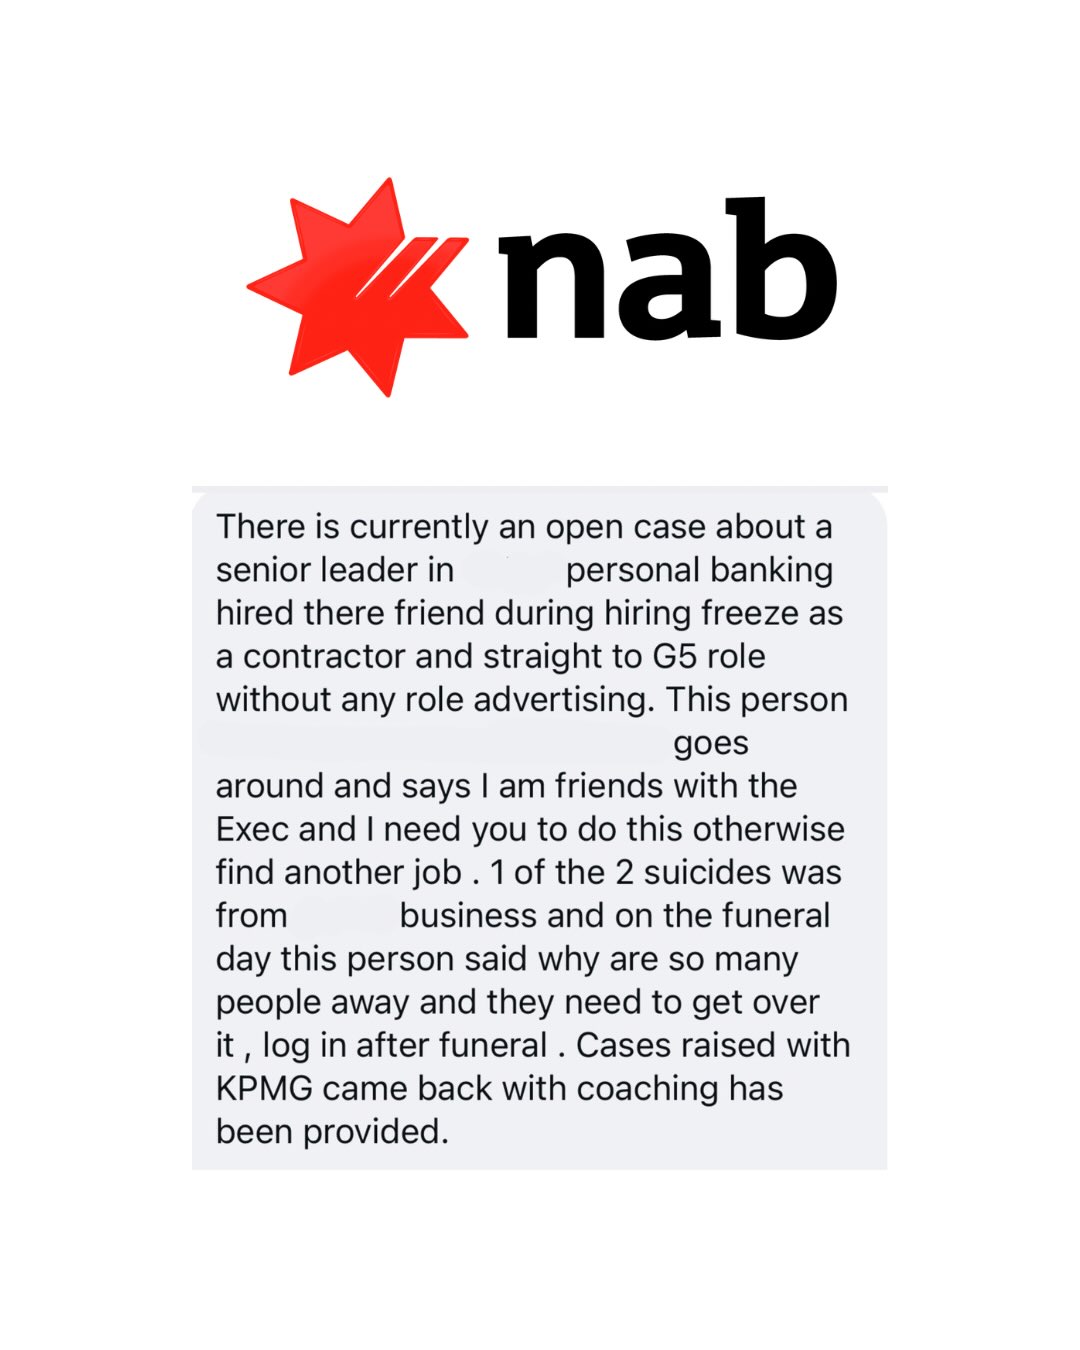 nab
There is currently an open case about a
senior leader in personal banking
hired there friend during hiring freeze as
a contractor and straight to G5 role
without any role advertising. This person
goes
around and says I am friends with the
Exec and I need you to do this otherwise
find another job . 1 of the 2 suicides was
from business and on the funeral
day this person said why are so many
people away and they need to get over
it , log in after funeral . Cases raised with
KPMG came back with coaching has
been provided.